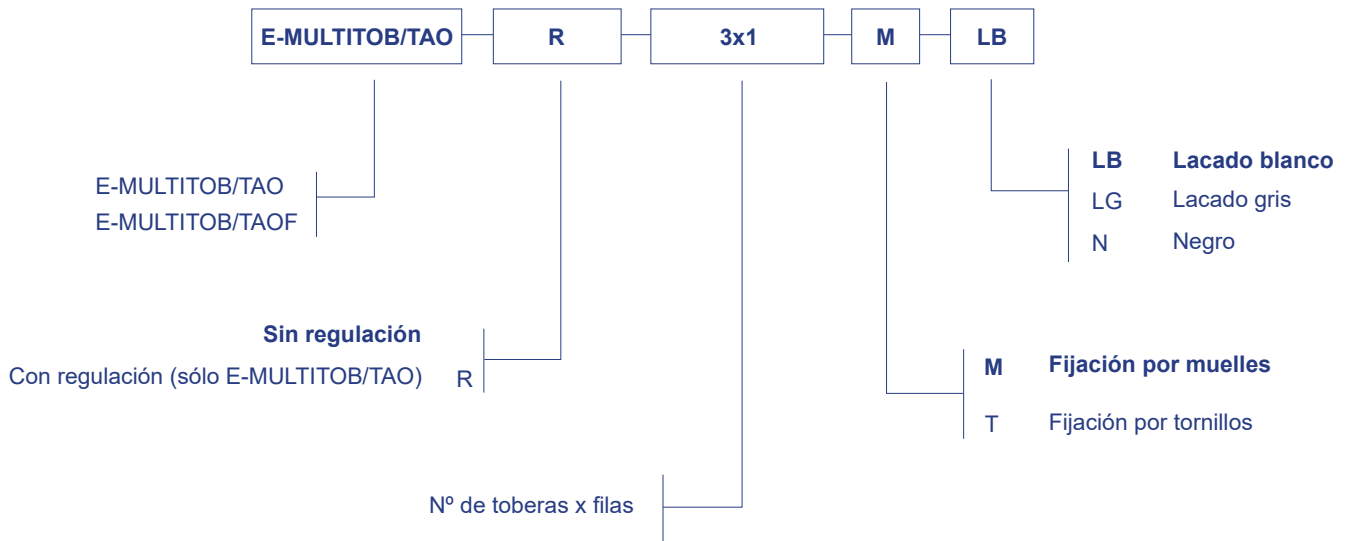 E-MULTITOB/TAO R 3x1 M LB
E-MULTITOB/TAO
E-MULTITOB/TAOF
LB Lacado blanco
LG Lacado gris
N Negro
Sin regulación
Con regulación (sólo E-MULTITOB/TAO) R
M Fijación por muelles
T Fijación por tornillos
Nº de toberas x filas